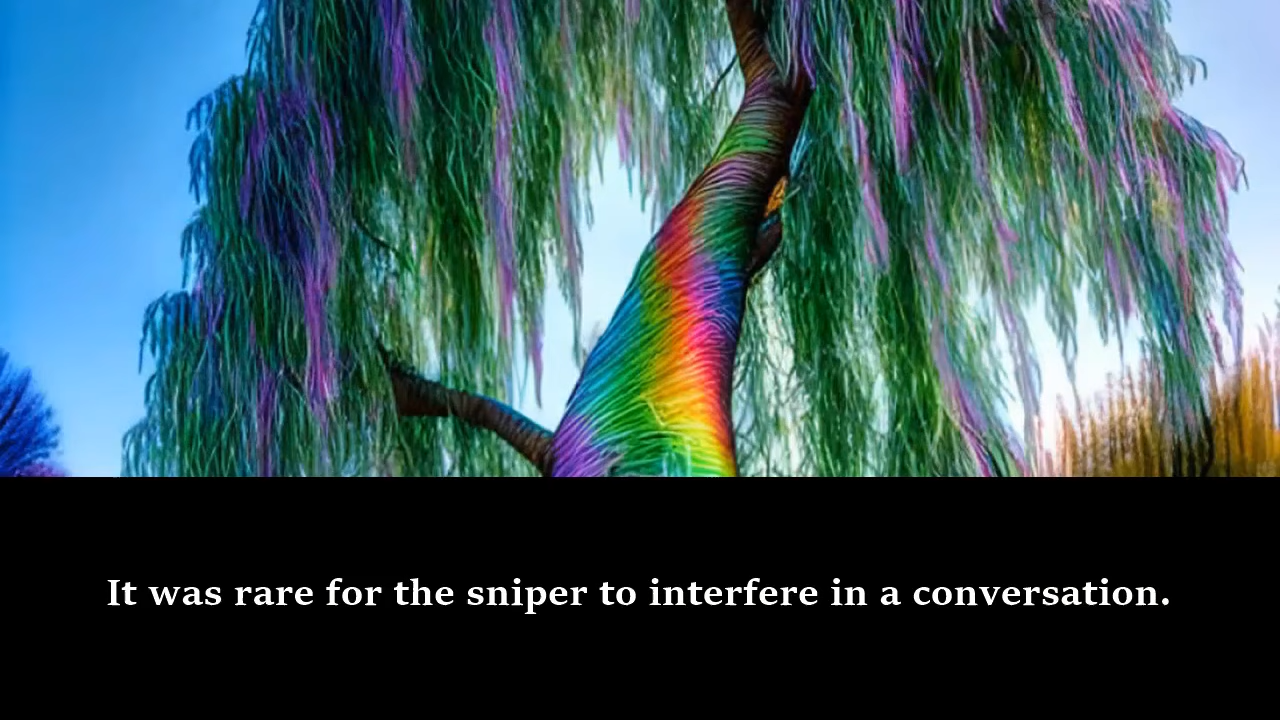 It was rare for the sniper to interfere in a conversation.